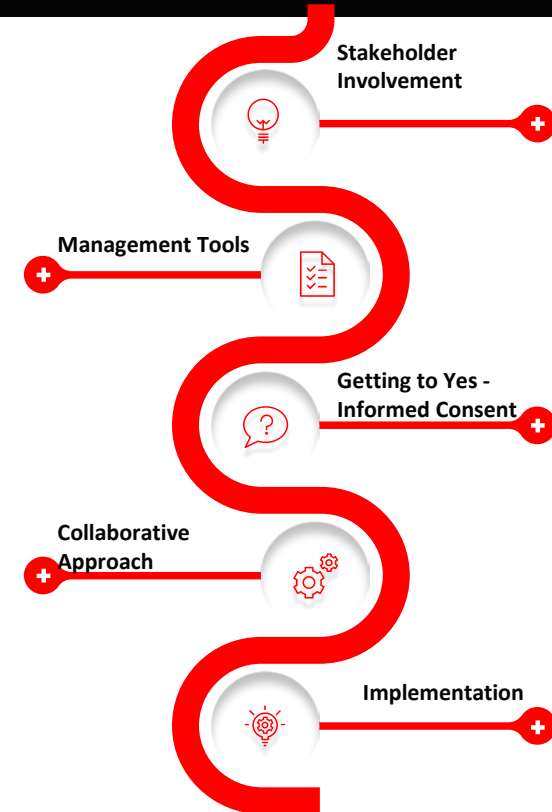 Stakeholder
Involvement
Management Tools
Getting to Yes -
Informed Consent
Collaborative
Approach
Implementation